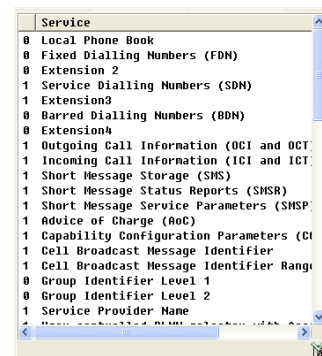 Service
0 Local Phone Book
0 Fixed Dialling Numbers (FDN)
0 Extension 2
1 Service Dialling Numbers (SDN)
1 Extension3
0 Barred Dialling Numbers (BDN)
0 Extension4
1 Outgoing Call Information (OCI and OCT)
1 Incoming Call Information (ICI and ICT)
1 Short Message Storage (SMS)
1 Short Message Status Reports (SMSR)
1 Short Message Service Parameters (SMSP)
1 Advice of Charge (AoC)
1 Capability Configuration Parameters (C
1 Cell Broadcast Message Identifier
1 Cell Broadcast Message Identifier Range
0 Group Identifier Level 1
0 Group Identifier Level 2
1 Service Provider Name